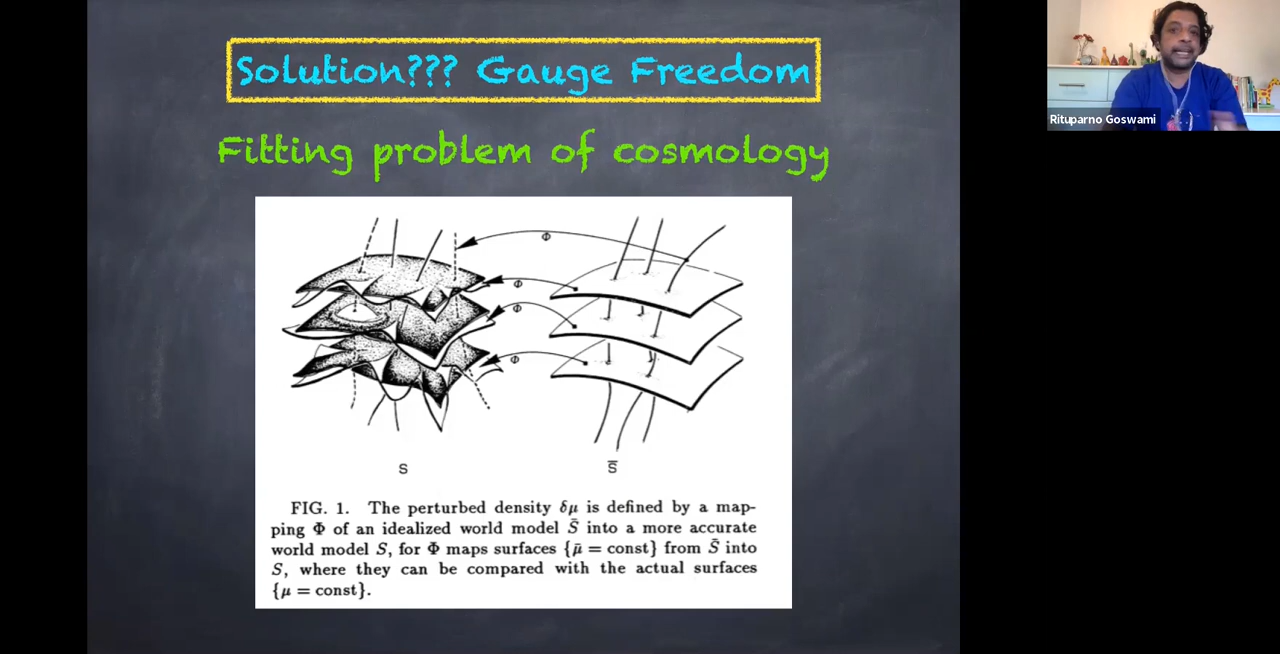 Solution??? Gauge Freedom
Rituparno Goswami
Fitting problem of cosmology
Φ
Φ
Φ
Φ
S
S̄
FIG. 1. The perturbed density δμ is defined by a map-
ping Φ of an idealized world model S̄ into a more accurate
world model S, for Φ maps surfaces {μ̄ = const} from S̄ into
S, where they can be compared with the actual surfaces
{μ = const}.